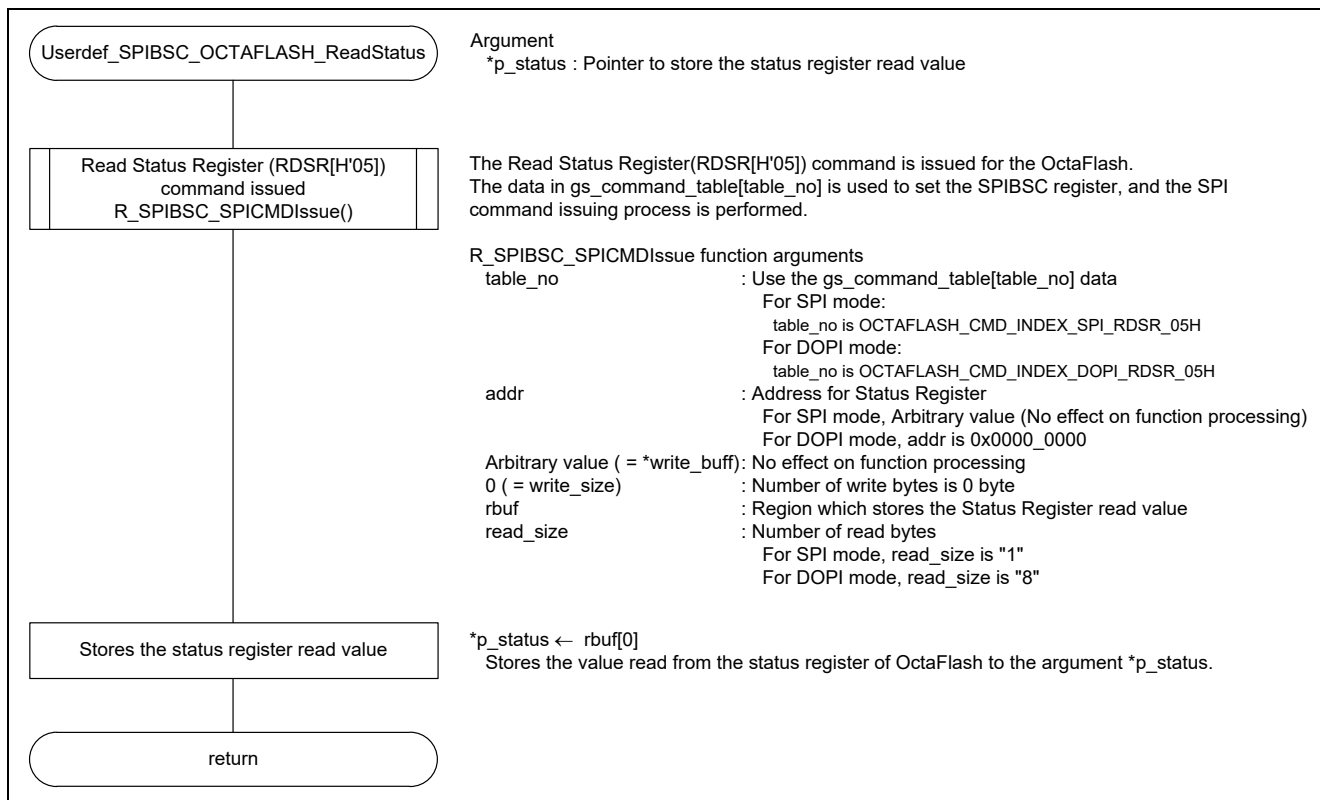 Userdef_SPIBSC_OCTAFLASH_ReadStatus
Argument
*p_status : Pointer to store the status register read value
Read Status Register (RDSR[H'05])
command issued
R_SPIBSC_SPICMDIssue()
The Read Status Register(RDSR[H'05]) command is issued for the OctaFlash.
The data in gs_command_table[table_no] is used to set the SPIBSC register, and the SPI
command issuing process is performed.
R_SPIBSC_SPICMDIssue function arguments
table_no : Use the gs_command_table[table_no] data
For SPI mode:
table_no is OCTAFLASH_CMD_INDEX_SPI_RDSR_05H
For DOPI mode:
table_no is OCTAFLASH_CMD_INDEX_DOPI_RDSR_05H
addr : Address for Status Register
For SPI mode, Arbitrary value (No effect on function processing)
For DOPI mode, addr is 0x0000_0000
Arbitrary value ( = *write_buff): No effect on function processing
0 ( = write_size) : Number of write bytes is 0 byte
rbuf : Region which stores the Status Register read value
read_size : Number of read bytes
For SPI mode, read_size is "1"
For DOPI mode, read_size is "8"
Stores the status register read value
*p_status ← rbuf[0]
Stores the value read from the status register of OctaFlash to the argument *p_status.
return